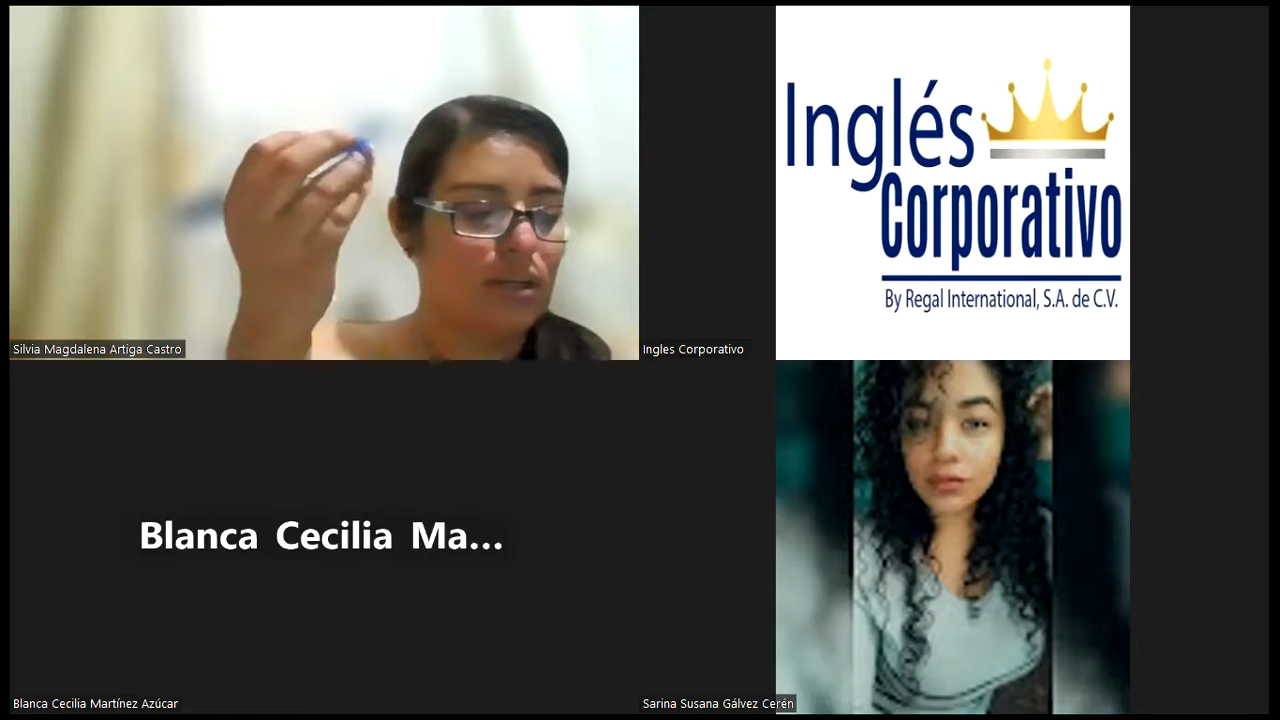 Inglés
Corporativo
By Regal International, S.A. de C.V.
Silvia Magdalena Artiga Castro
Ingles Corporativo
Blanca Cecilia Ma...
Blanca Cecilia Martínez Azúcar
Sarina Susana Gálvez Cerén